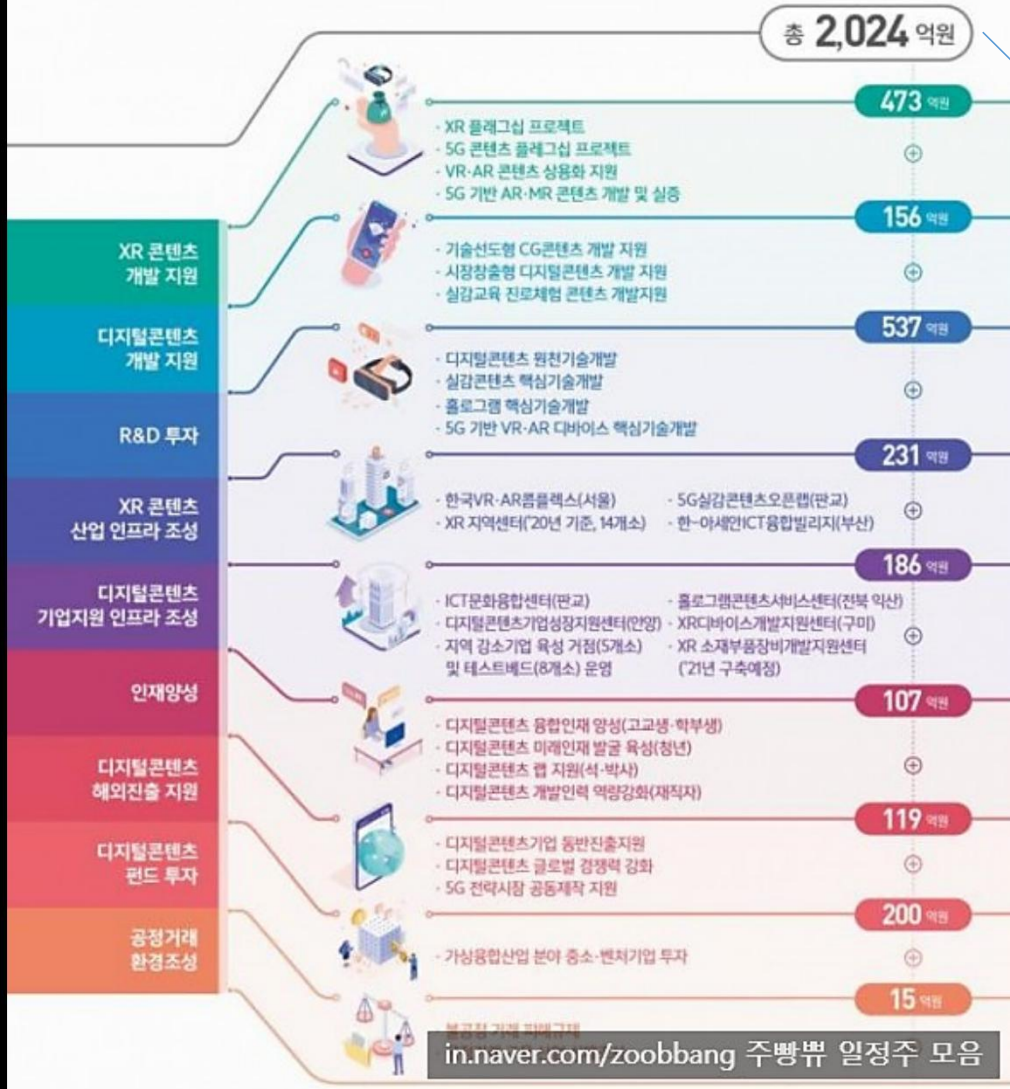 총 2,024 억원
XR 콘텐츠
개발 지원
473 억원
· XR 플래그십 프로젝트
· 5G 콘텐츠 플레그십 프로젝트
· VR·AR 콘텐츠 상용화 지원
· 5G 기반 AR·MR 콘텐츠 개발 및 실증
디지털콘텐츠
개발 지원
156 억원
· 기술선도형 CG콘텐츠 개발 지원
· 시장창출형 디지털콘텐츠 개발 지원
· 실감교육 진로체험 콘텐츠 개발지원
R&D 투자
537 억원
· 디지털콘텐츠 원천기술개발
· 실감콘텐츠 핵심기술개발
· 홀로그램 핵심기술개발
· 5G 기반 VR·AR 디바이스 핵심기술개발
XR 콘텐츠
산업 인프라 조성
231 억원
· 한국VR·AR콤플렉스(서울)
· XR 지역센터('20년 기준, 14개소)
· 5G실감콘텐츠오픈랩(판교)
· 한-아세안ICT융합빌리지(부산)
디지털콘텐츠
기업지원 인프라 조성
186 억원
· ICT문화융합센터(판교)
· 디지털콘텐츠기업성장지원센터(안양)
· 지역 강소기업 육성 거점(5개소)
및 테스트베드(8개소) 운영
· 홀로그램콘텐츠서비스센터(전북 익산)
· XR디바이스개발지원센터(구미)
· XR 소재부품장비개발지원센터
('21년 구축예정)
인재양성
107 억원
· 디지털콘텐츠 융합인재 양성(고교생·학부생)
· 디지털콘텐츠 미래인재 발굴 육성(청년)
· 디지털콘텐츠 랩 지원(석·박사)
· 디지털콘텐츠 개발인력 역량강화(재직자)
디지털콘텐츠
해외진출 지원
119 억원
· 디지털콘텐츠기업 동반진출지원
· 디지털콘텐츠 글로벌 경쟁력 강화
· 5G 전략시장 공동제작 지원
디지털콘텐츠
펀드 투자
200 억원
· 가상융합산업 분야 중소·벤처기업 투자
공정거래
환경조성
15 억원
· 불공정 거래 피해규제
in.naver.com/zoobbang 주빵쀼 일정주 모음